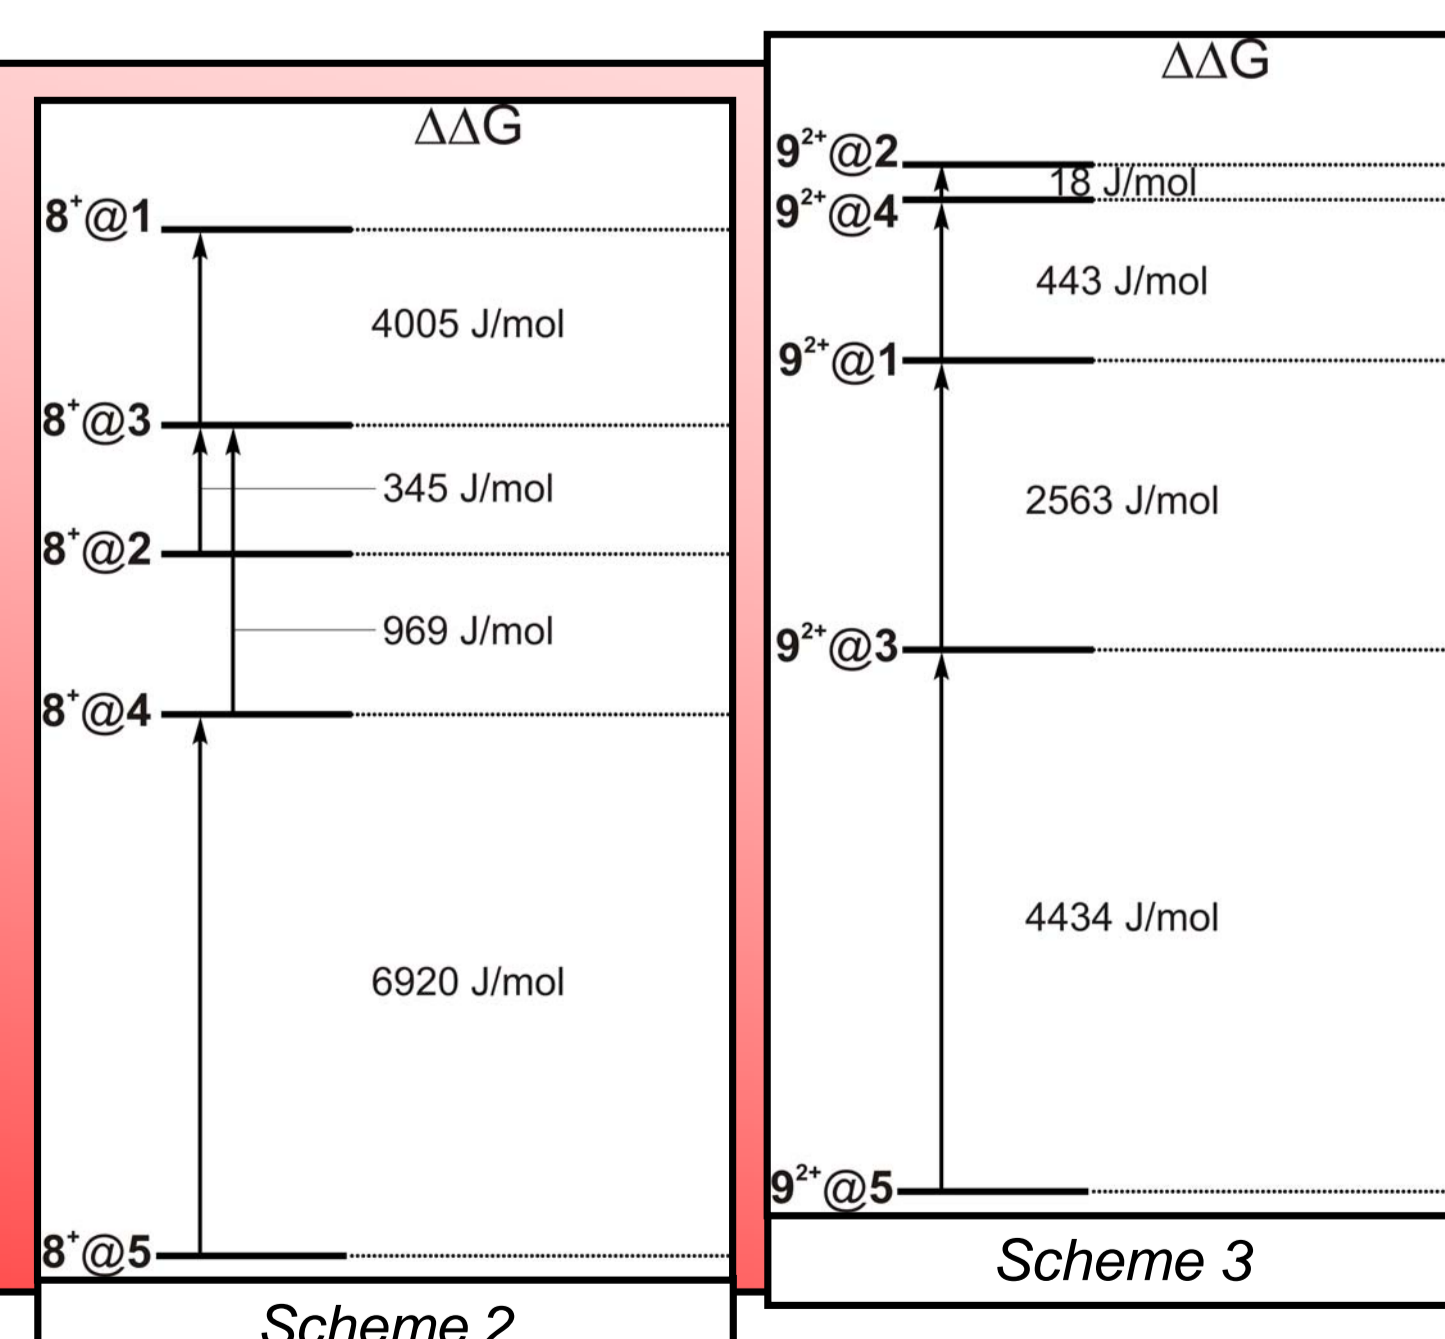 ΔΔG
8⁺@1
4005 J/mol
8⁺@3
345 J/mol
8⁺@2
969 J/mol
8⁺@4
6920 J/mol
8⁺@5
Scheme 2
ΔΔG
9²⁺@2
18 J/mol
9²⁺@4
443 J/mol
9²⁺@1
2563 J/mol
9²⁺@3
4434 J/mol
9²⁺@5
Scheme 3